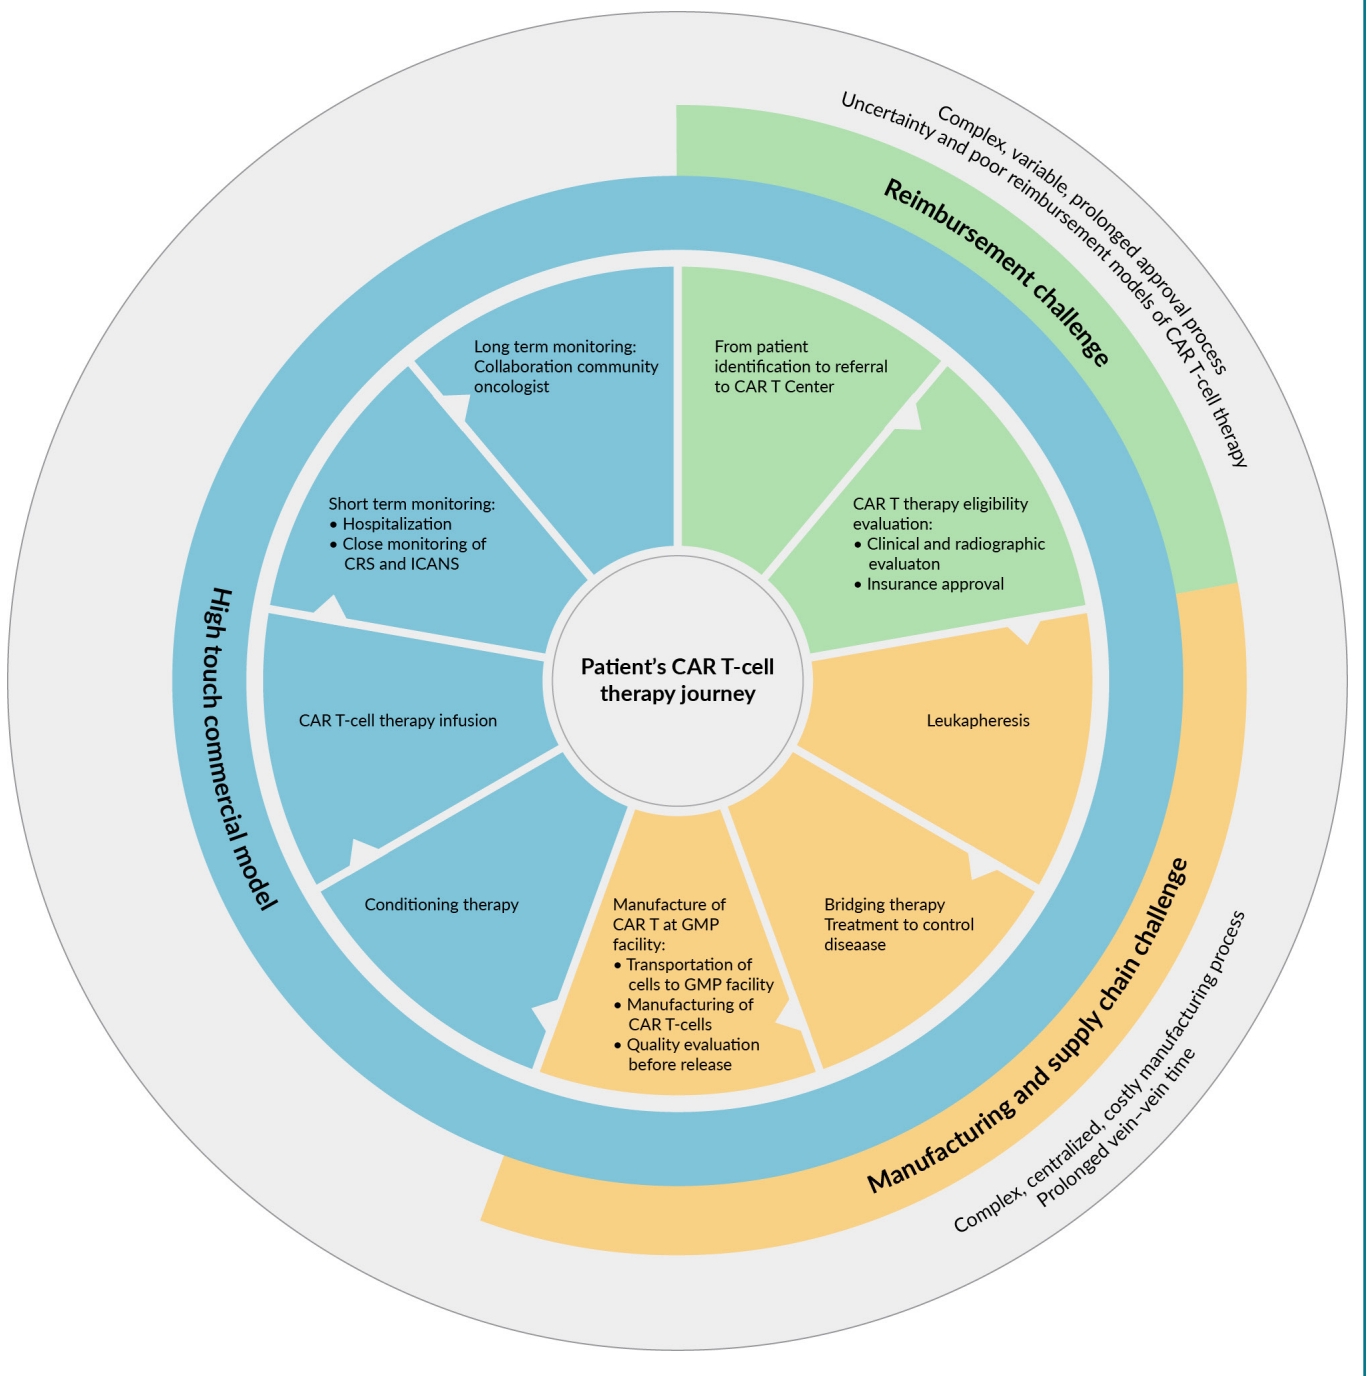 Complex, variable, prolonged approval process
Uncertainty and poor reimbursement models of CAR T-cell therapy
Reimbursement challenge
From patient
identification to referral
to CAR T Center
CAR T therapy eligibility
evaluation:
• Clinical and radiographic
evaluaton
• Insurance approval
Leukapheresis
Bridging therapy
Treatment to control
diseaase
Manufacture of
CAR T at GMP
facility:
• Transportation of
cells to GMP facility
• Manufacturing of
CAR T-cells
• Quality evaluation
before release
Conditioning therapy
CAR T-cell therapy infusion
Short term monitoring:
• Hospitalization
• Close monitoring of
CRS and ICANS
Long term monitoring:
Collaboration community
oncologist
Patient’s CAR T-cell
therapy journey
High touch commercial model
Manufacturing and supply chain challenge
Complex, centralized, costly manufacturing process
Prolonged vein–vein time